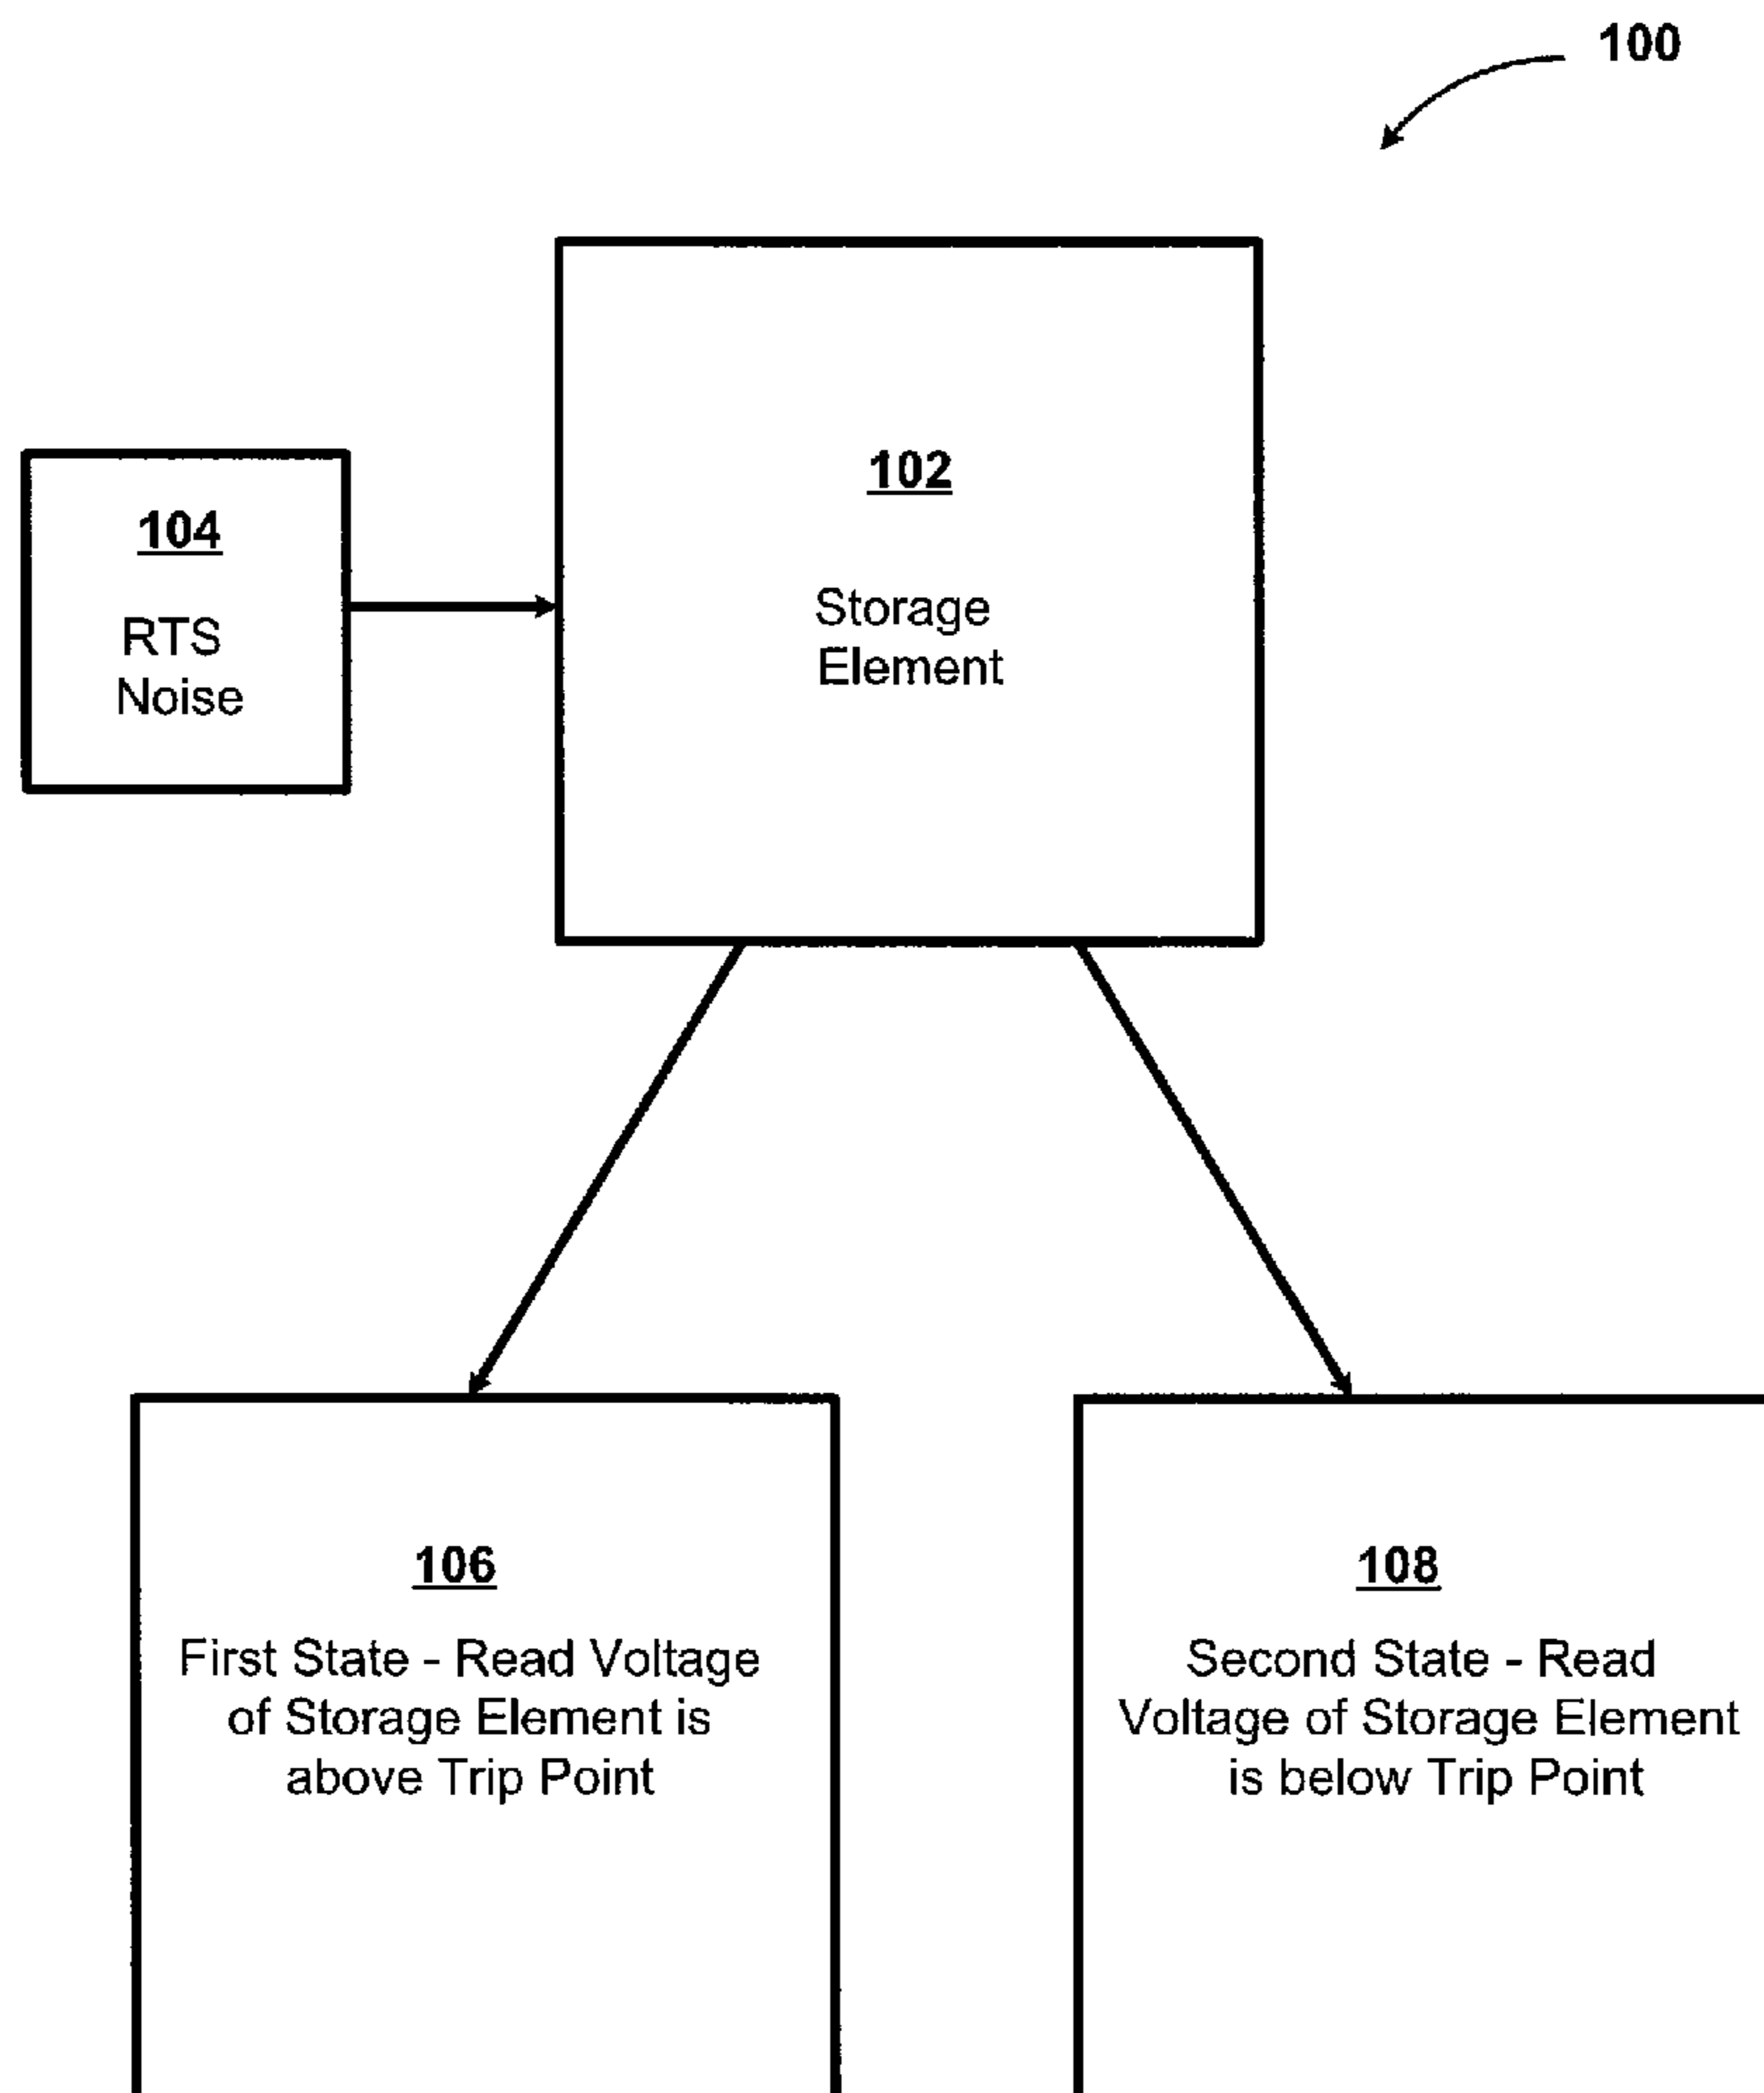 100
102
Storage
Element
104
RTS
Noise
106
First State - Read Voltage
of Storage Element is
above Trip Point
108
Second State - Read
Voltage of Storage Element
is below Trip Point